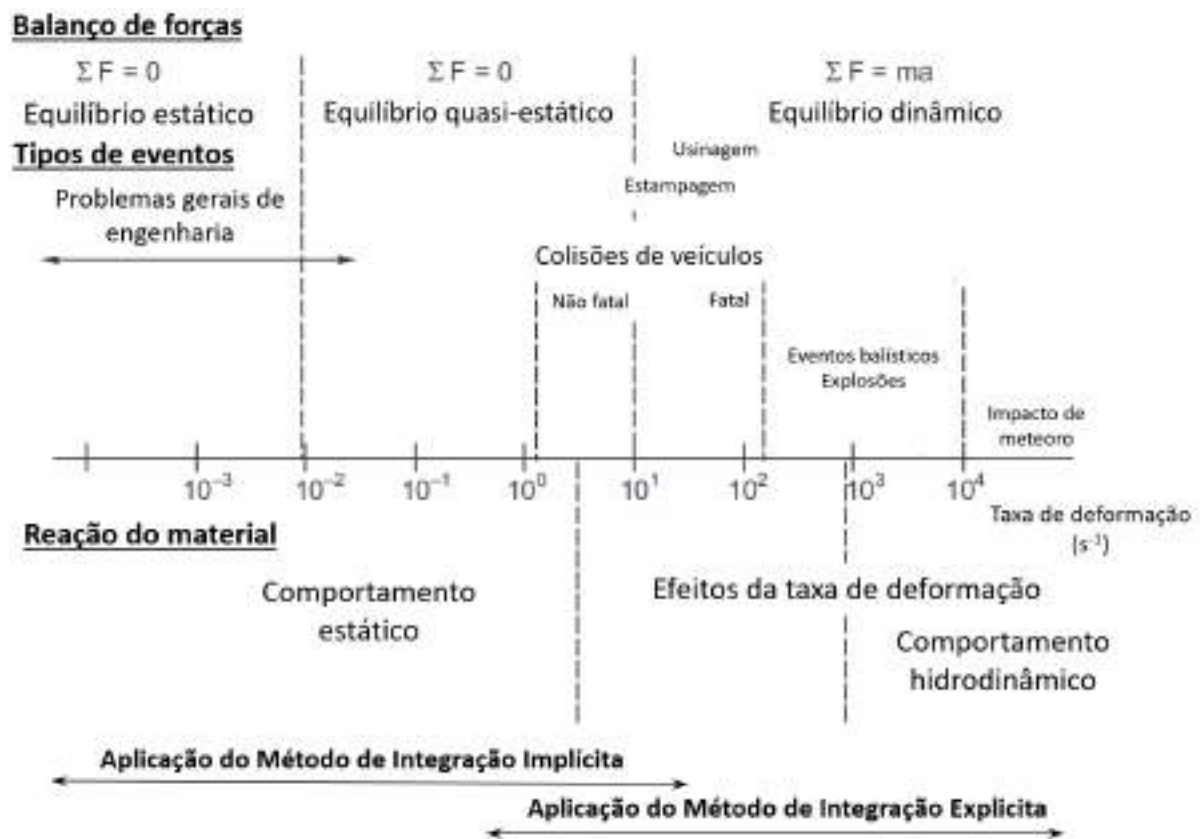 Balanço de forças
Σ F = 0
Σ F = 0
Σ F = ma
Equilíbrio estático
Equilíbrio quasi-estático
Equilíbrio dinâmico
Tipos de eventos
Usinagem
Estampagem
Problemas gerais de
engenharia
Colisões de veículos
Não fatal
Fatal
Eventos balísticos
Explosões
Impacto de
meteoro
10⁻³
10⁻²
10⁻¹
10⁰
10¹
10²
10³
10⁴
Taxa de deformação
(s⁻¹)
Reação do material
Comportamento
estático
Efeitos da taxa de deformação
Comportamento
hidrodinâmico
Aplicação do Método de Integração Implícita
Aplicação do Método de Integração Explicita